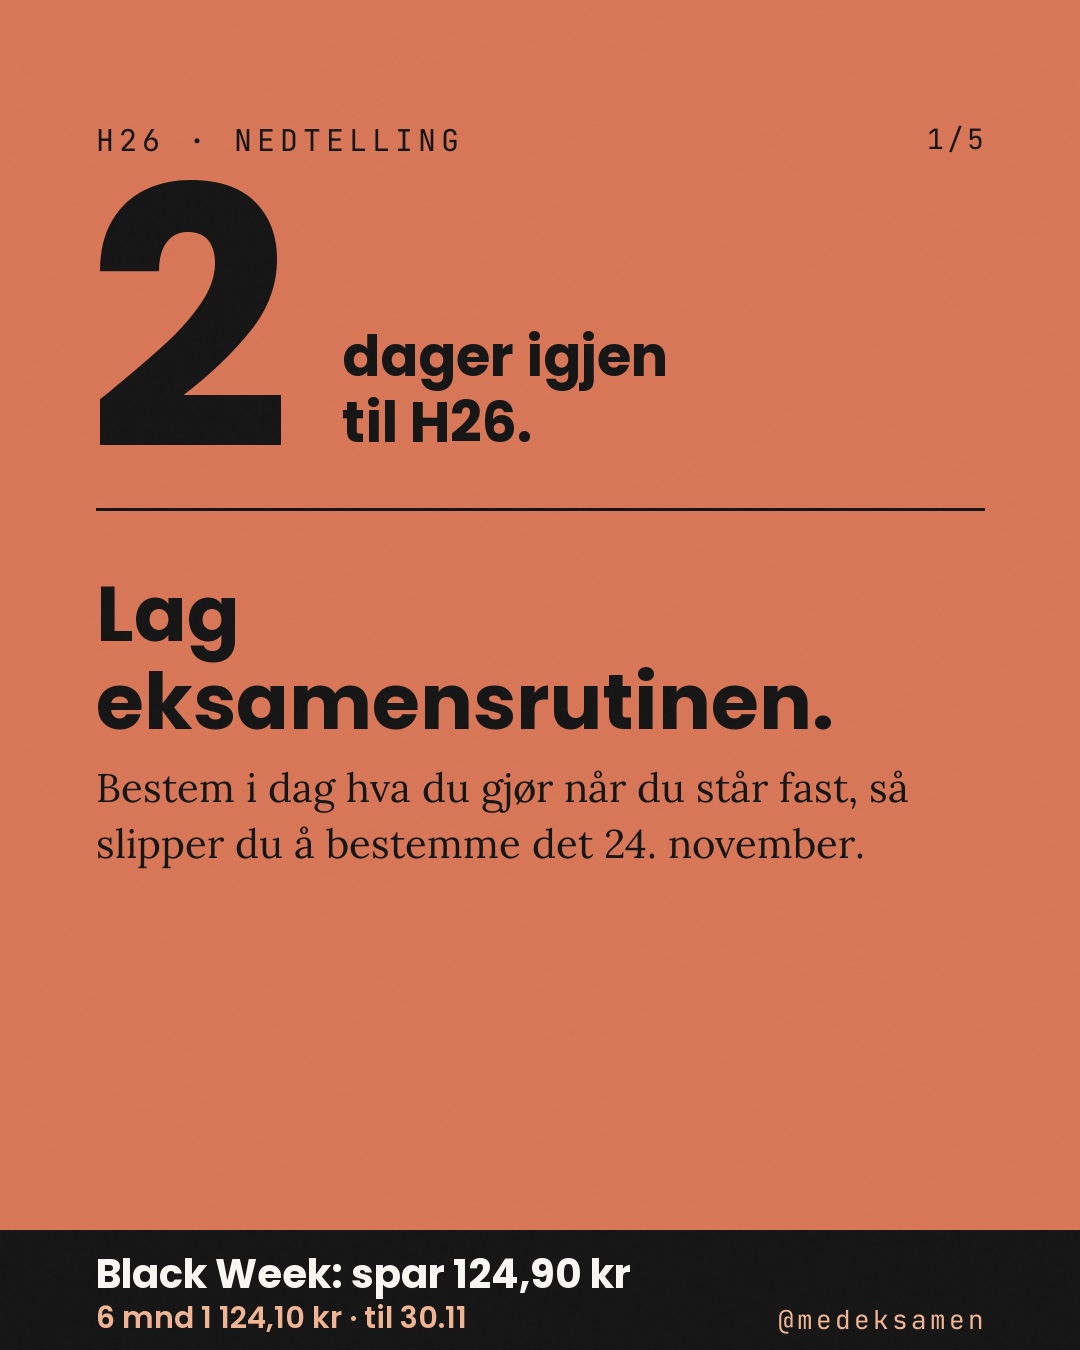 H26 · NEDTELLING
1/5
2
dager igjen
til H26.
Lag
eksamensrutinen.
Bestem i dag hva du gjør når du står fast, så
slipper du å bestemme det 24. november.
Black Week: spar 124,90 kr
6 mnd 1 124,10 kr · til 30.11
@medeksamen